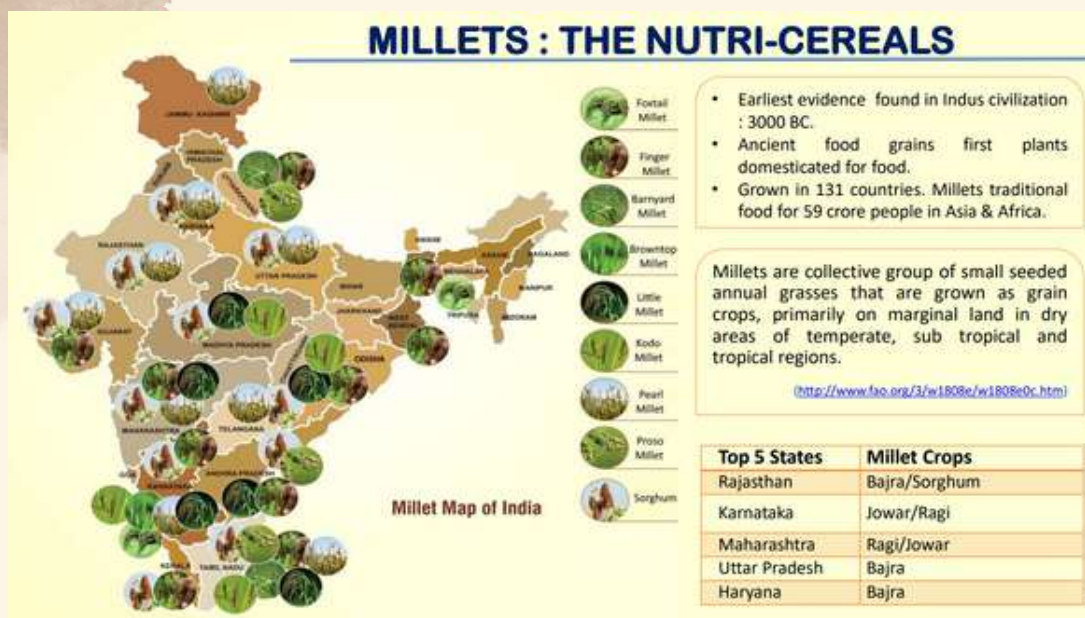 MILLETS : THE NUTRI-CEREALS
JAMMU KASHMIR
HIMACHAL
PRADESH
HARYANA
RAJASTHAN
UTTAR PRADESH
BIHAR
ASSAM
NAGALAND
MEGHALAYA
MANIPUR
TRIPURA
MIZORAM
JHARKHAND
WEST
BENGAL
GUJARAT
MADHYA PRADESH
ODISHA
MAHARASHTRA
TELANGANA
GOA
ANDHRA PRADESH
KARNATAKA
KERALA
TAMIL NADU
Millet Map of India
Foxtail
Millet
Finger
Millet
Barnyard
Millet
Browntop
Millet
Little
Millet
Kodo
Millet
Pearl
Millet
Proso
Millet
Sorghum
• Earliest evidence found in Indus civilization
: 3000 BC.
• Ancient food grains first plants
domesticated for food.
• Grown in 131 countries. Millets traditional
food for 59 crore people in Asia & Africa.
Millets are collective group of small seeded
annual grasses that are grown as grain
crops, primarily on marginal land in dry
areas of temperate, sub tropical and
tropical regions.
(http://www.fao.org/3/w1808e/w1808e0c.htm)
Top 5 States Millet Crops
Rajasthan Bajra/Sorghum
Karnataka Jowar/Ragi
Maharashtra Ragi/Jowar
Uttar Pradesh Bajra
Haryana Bajra